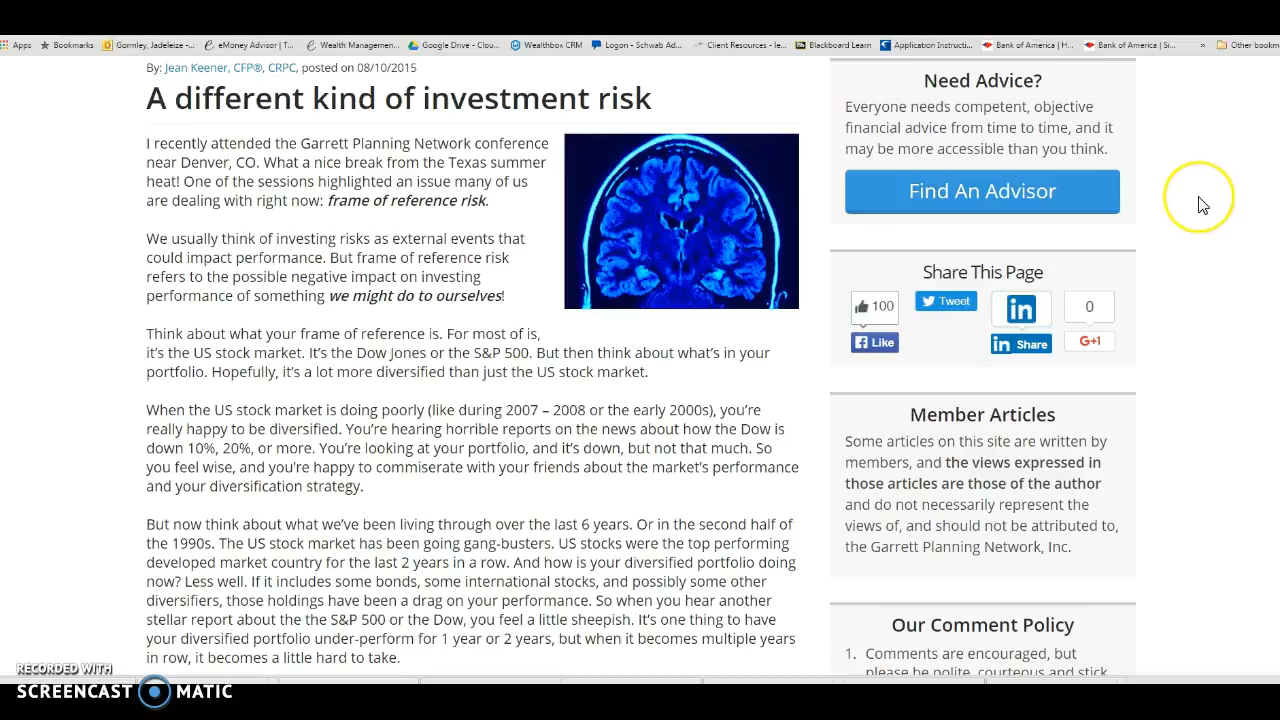 Apps Bookmarks Gormley, Jadeleize -... eMoney Advisor | T... Wealth Managemen... Google Drive - Clou... Wealthbox CRM Logon - Schwab Ad... Client Resources - le... Blackboard Learn Application Instructi... Bank of America | H... Bank of America | Si... » Other bookm
By: Jean Keener, CFP®, CRPC, posted on 08/10/2015
A different kind of investment risk
I recently attended the Garrett Planning Network conference
near Denver, CO. What a nice break from the Texas summer
heat! One of the sessions highlighted an issue many of us
are dealing with right now: frame of reference risk.
We usually think of investing risks as external events that
could impact performance. But frame of reference risk
refers to the possible negative impact on investing
performance of something we might do to ourselves!
Think about what your frame of reference is. For most of is,
it's the US stock market. It's the Dow Jones or the S&P 500. But then think about what's in your
portfolio. Hopefully, it's a lot more diversified than just the US stock market.
When the US stock market is doing poorly (like during 2007 – 2008 or the early 2000s), you're
really happy to be diversified. You're hearing horrible reports on the news about how the Dow is
down 10%, 20%, or more. You're looking at your portfolio, and it's down, but not that much. So
you feel wise, and you're happy to commiserate with your friends about the market's performance
and your diversification strategy.
But now think about what we've been living through over the last 6 years. Or in the second half of
the 1990s. The US stock market has been going gang-busters. US stocks were the top performing
developed market country for the last 2 years in a row. And how is your diversified portfolio doing
now? Less well. If it includes some bonds, some international stocks, and possibly some other
diversifiers, those holdings have been a drag on your performance. So when you hear another
stellar report about the the S&P 500 or the Dow, you feel a little sheepish. It's one thing to have
your diversified portfolio under-perform for 1 year or 2 years, but when it becomes multiple years
in row, it becomes a little hard to take.
Need Advice?
Everyone needs competent, objective
financial advice from time to time, and it
may be more accessible than you think.
Find An Advisor
Share This Page
100 Tweet in 0
Like in Share G+1
Member Articles
Some articles on this site are written by
members, and the views expressed in
those articles are those of the author
and do not necessarily represent the
views of, and should not be attributed to,
the Garrett Planning Network, Inc.
Our Comment Policy
1. Comments are encouraged, but
please be polite, courteous and stick
RECORDED WITH
SCREENCAST MATIC